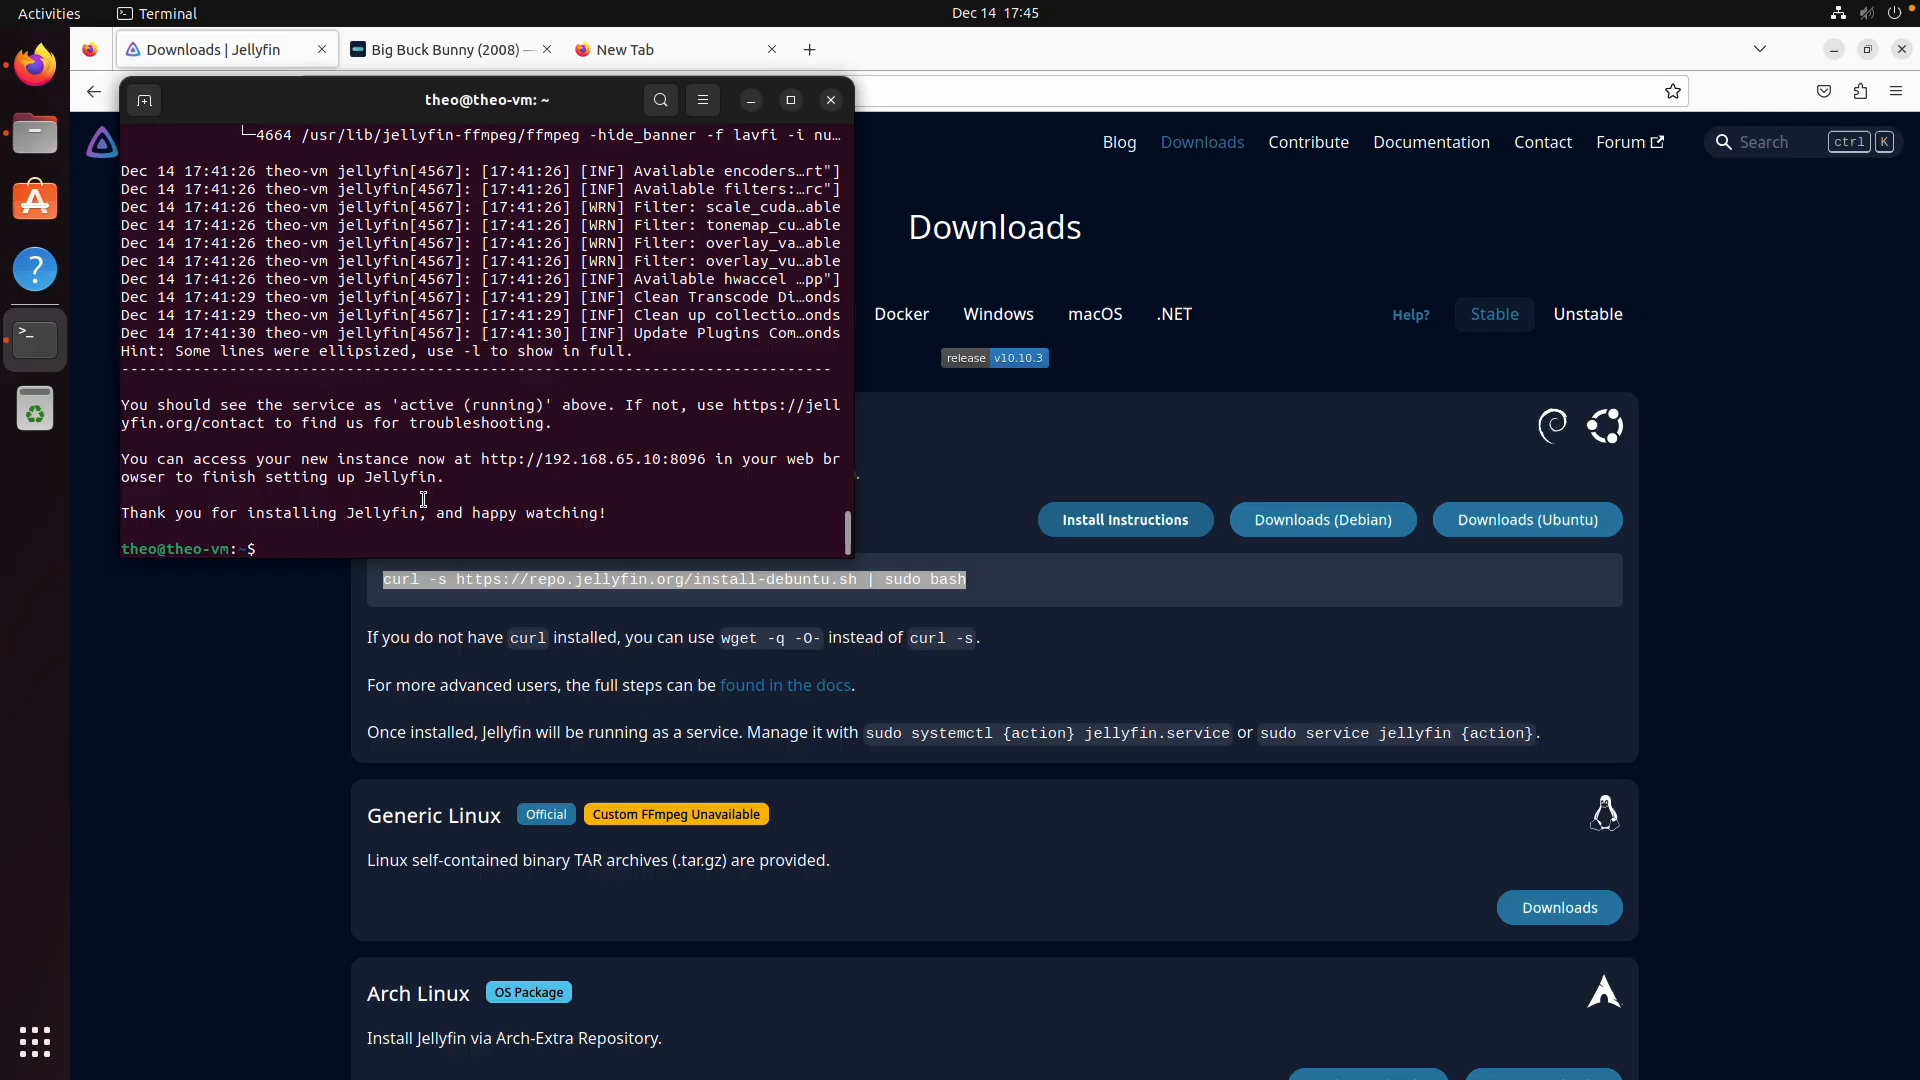 Activities Terminal Dec 14 17:45
Downloads | Jellyfin Big Buck Bunny (2008) — New Tab
theo@theo-vm: ~
└─4664 /usr/lib/jellyfin-ffmpeg/ffmpeg -hide_banner -f lavfi -i nu…
Dec 14 17:41:26 theo-vm jellyfin[4567]: [17:41:26] [INF] Available encoders…rt"]
Dec 14 17:41:26 theo-vm jellyfin[4567]: [17:41:26] [INF] Available filters:…rc"]
Dec 14 17:41:26 theo-vm jellyfin[4567]: [17:41:26] [WRN] Filter: scale_cuda…able
Dec 14 17:41:26 theo-vm jellyfin[4567]: [17:41:26] [WRN] Filter: tonemap_cu…able
Dec 14 17:41:26 theo-vm jellyfin[4567]: [17:41:26] [WRN] Filter: overlay_va…able
Dec 14 17:41:26 theo-vm jellyfin[4567]: [17:41:26] [WRN] Filter: overlay_vu…able
Dec 14 17:41:26 theo-vm jellyfin[4567]: [17:41:26] [INF] Available hwaccel …pp"]
Dec 14 17:41:29 theo-vm jellyfin[4567]: [17:41:29] [INF] Clean Transcode Di…onds
Dec 14 17:41:29 theo-vm jellyfin[4567]: [17:41:29] [INF] Clean up collectio…onds
Dec 14 17:41:30 theo-vm jellyfin[4567]: [17:41:30] [INF] Update Plugins Com…onds
Hint: Some lines were ellipsized, use -l to show in full.
-------------------------------------------------------------------------------
You should see the service as 'active (running)' above. If not, use https://jell
yfin.org/contact to find us for troubleshooting.
You can access your new instance now at http://192.168.65.10:8096 in your web br
owser to finish setting up Jellyfin.
Thank you for installing Jellyfin, and happy watching!
theo@theo-vm:~$
Blog Downloads Contribute Documentation Contact Forum Search ctrl K
Downloads
Docker Windows macOS .NET Help? Stable Unstable
release v10.10.3
Install Instructions Downloads (Debian) Downloads (Ubuntu)
curl -s https://repo.jellyfin.org/install-debuntu.sh | sudo bash
If you do not have curl installed, you can use wget -q -O- instead of curl -s.
For more advanced users, the full steps can be found in the docs.
Once installed, Jellyfin will be running as a service. Manage it with sudo systemctl {action} jellyfin.service or sudo service jellyfin {action}.
Generic Linux Official Custom FFmpeg Unavailable
Linux self-contained binary TAR archives (.tar.gz) are provided.
Downloads
Arch Linux OS Package
Install Jellyfin via Arch-Extra Repository.